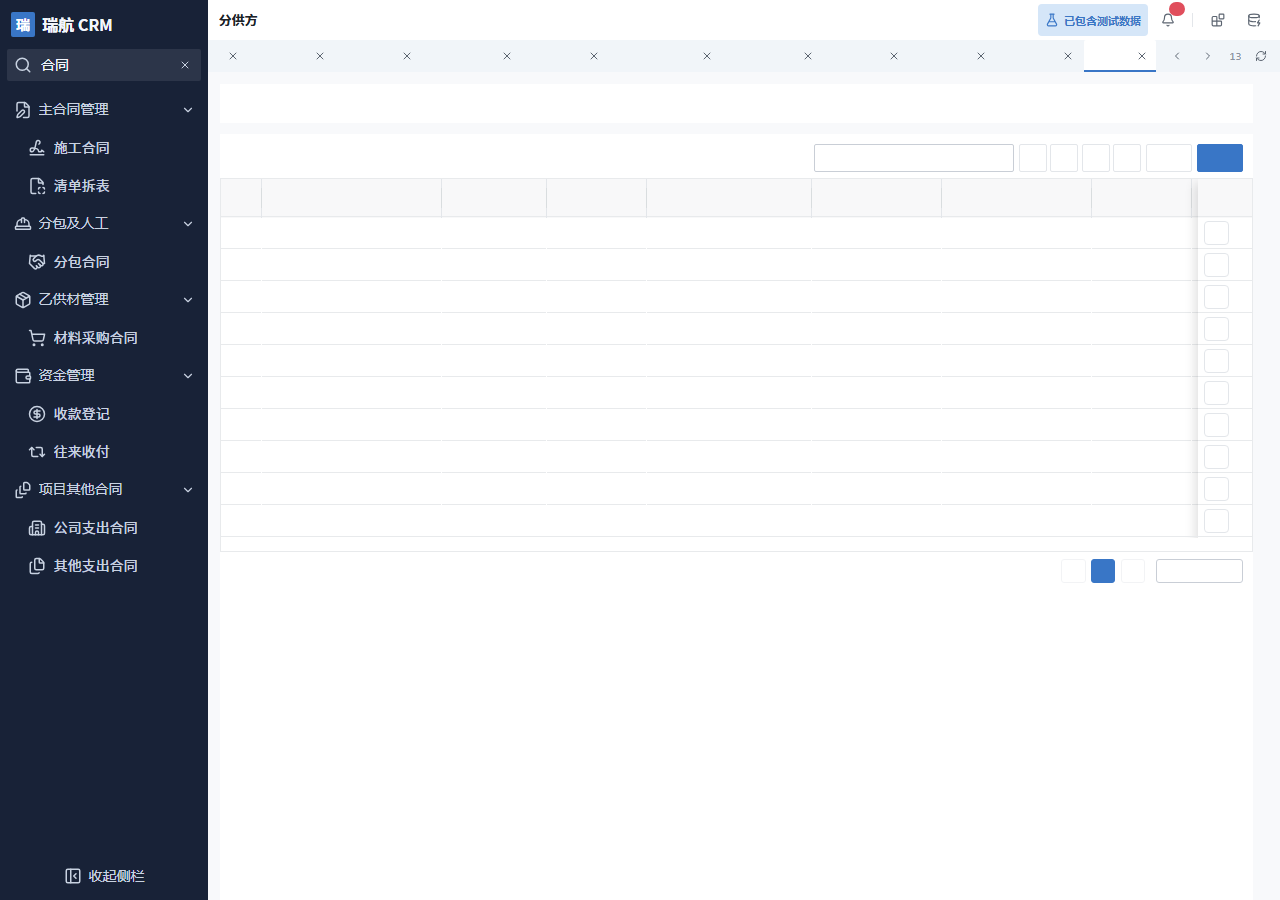 瑞 瑞航 CRM
合同
主合同管理
施工合同
清单拆表
分包及人工
分包合同
乙供材管理
材料采购合同
资金管理
收款登记
往来收付
项目其他合同
公司支出合同
其他支出合同
收起侧栏
分供方
已包含测试数据
13